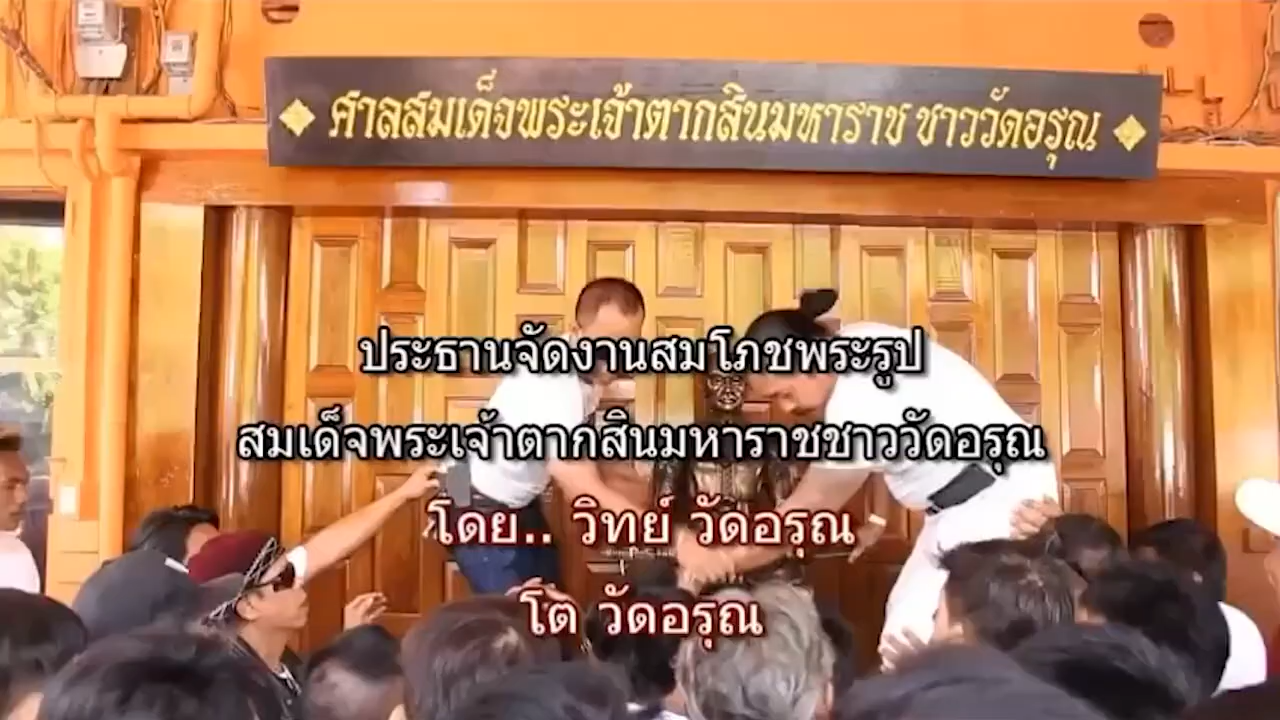 ศาลสมเด็จพระเจ้าตากสินมหาราช ชาววัดอรุณ
ประธานจัดงานสมโภชพระรูป
สมเด็จพระเจ้าตากสินมหาราชชาววัดอรุณ
โดย.. วิทย์ วัดอรุณ
โต วัดอรุณ